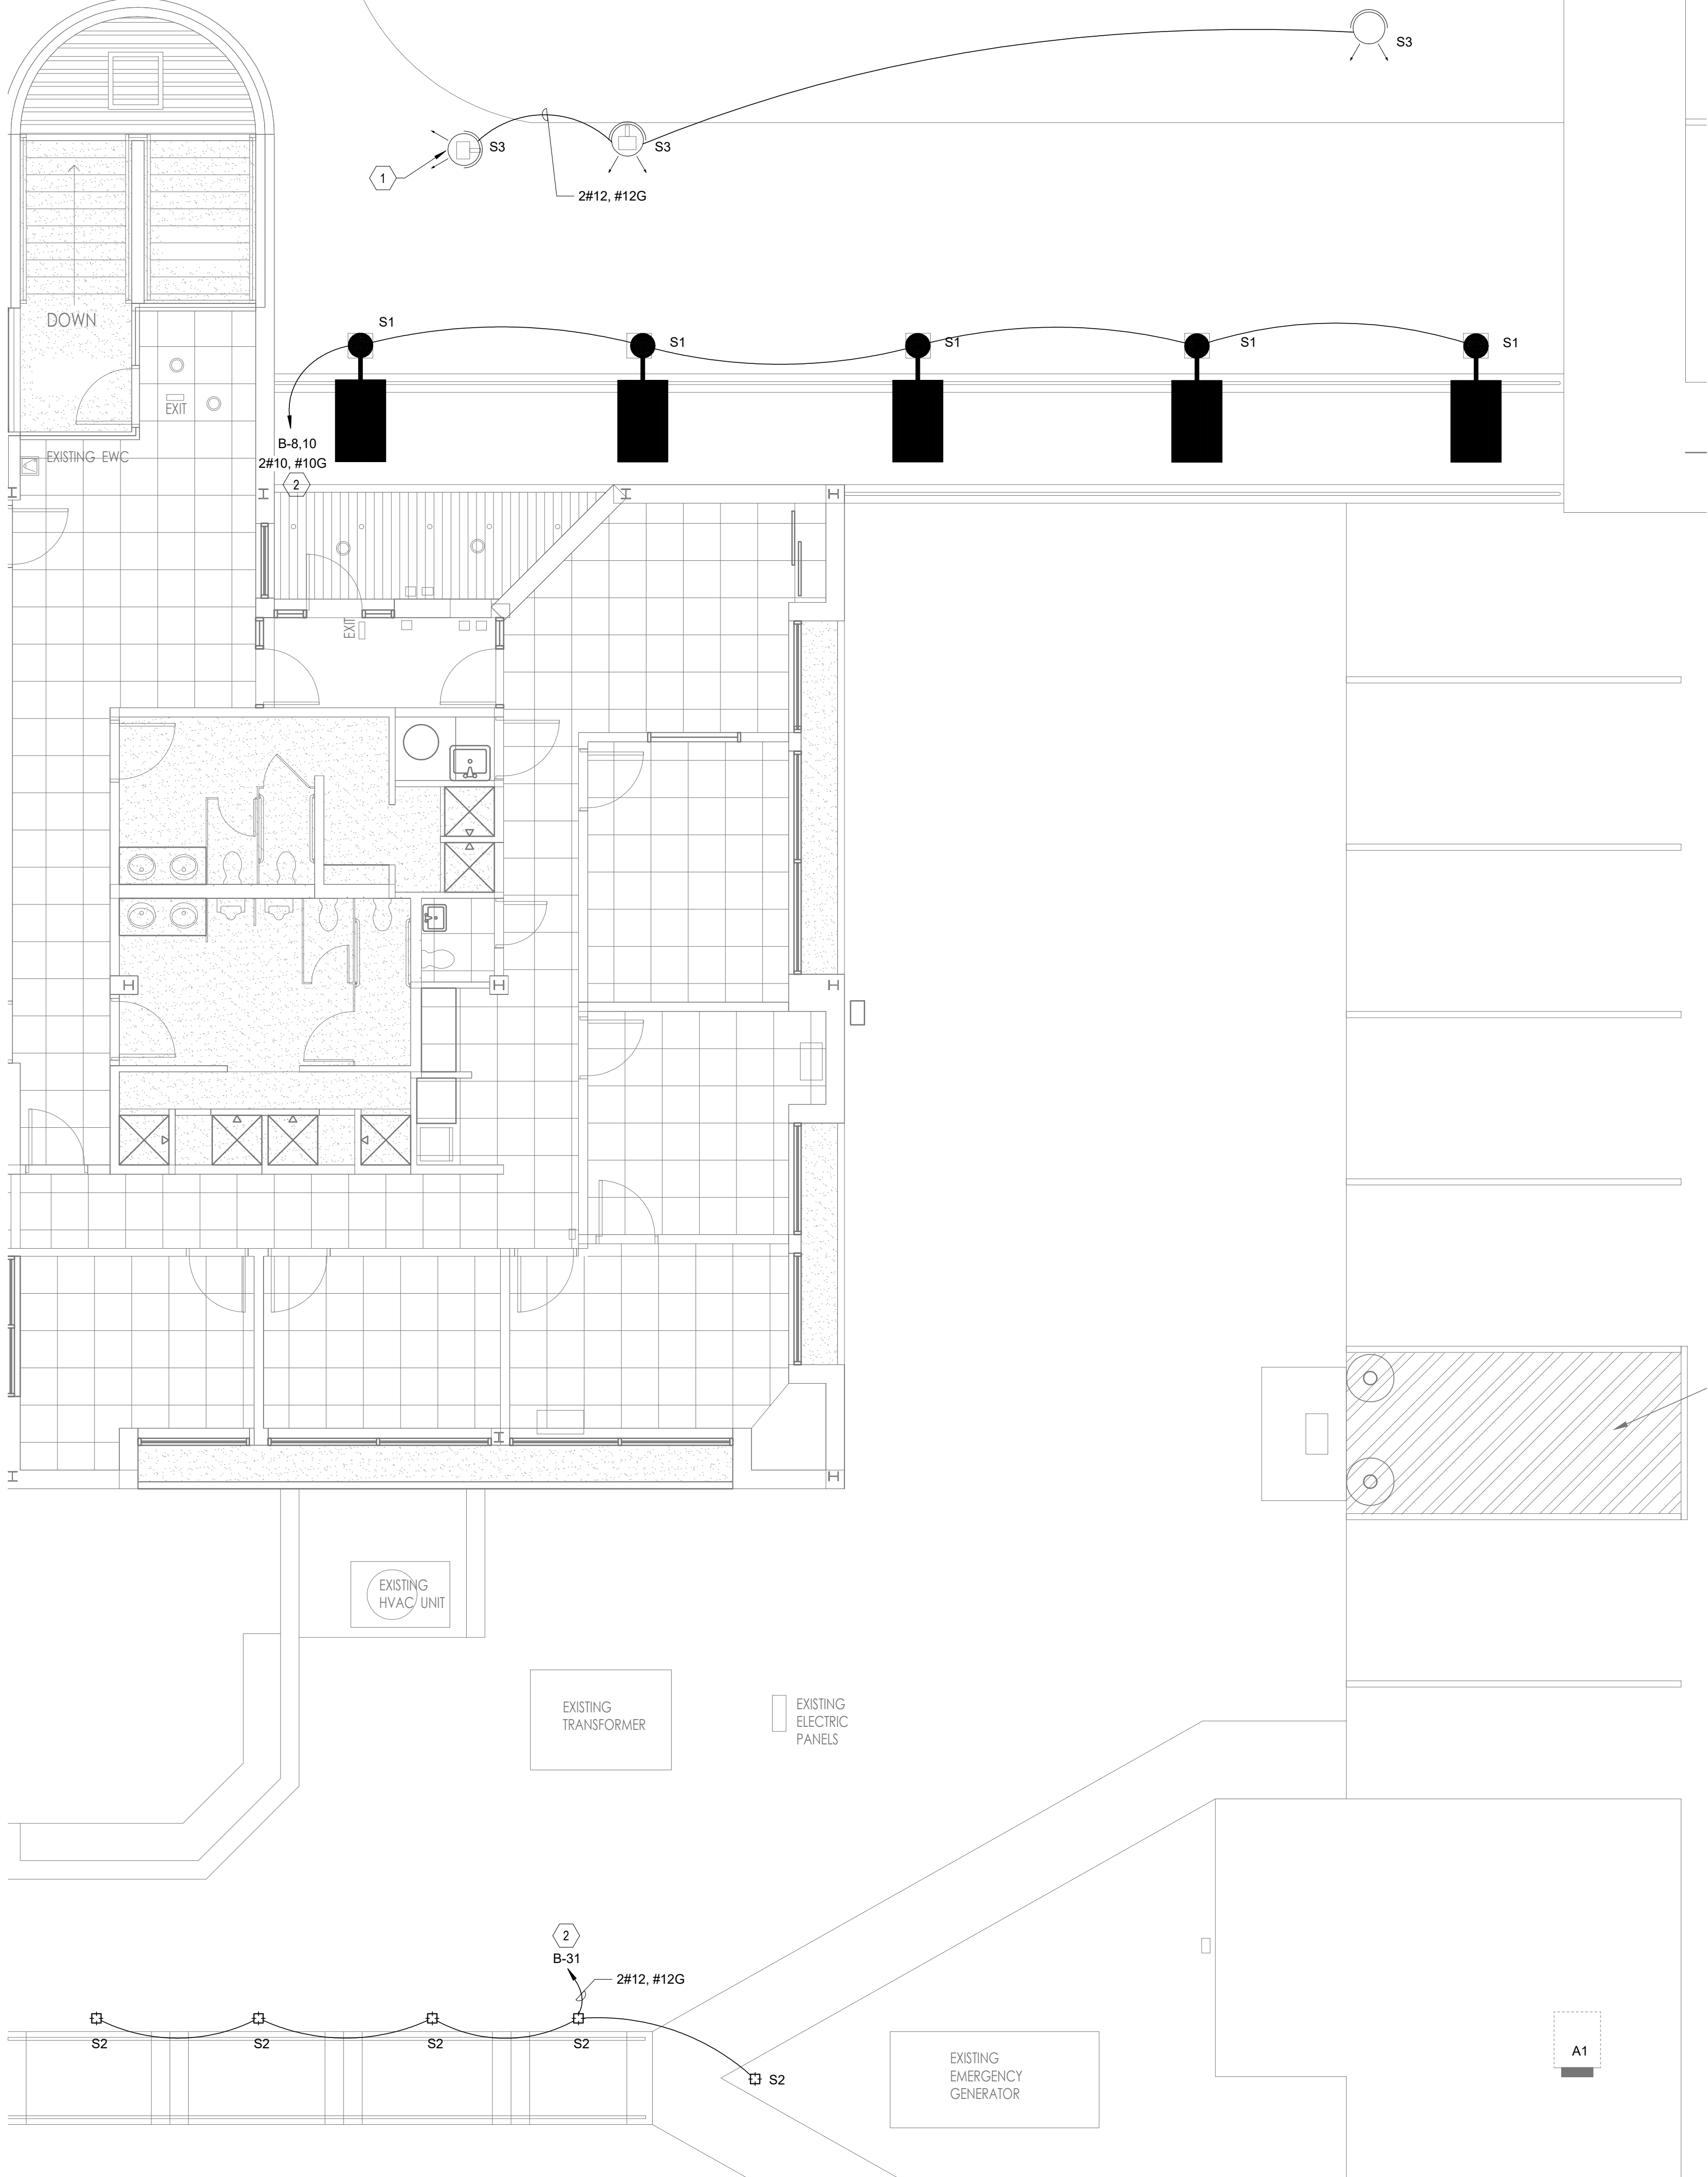 S3
S3
S3
1
2#12, #12G
DOWN
S1
S1
S1
S1
S1
EXIT
B-8,10
2#10, #10G
2
EXISTING EWC
EXIT
EXISTING
HVAC UNIT
EXISTING
TRANSFORMER
EXISTING
ELECTRIC
PANELS
2
B-31
2#12, #12G
S2
S2
S2
S2
S2
EXISTING
EMERGENCY
GENERATOR
A1